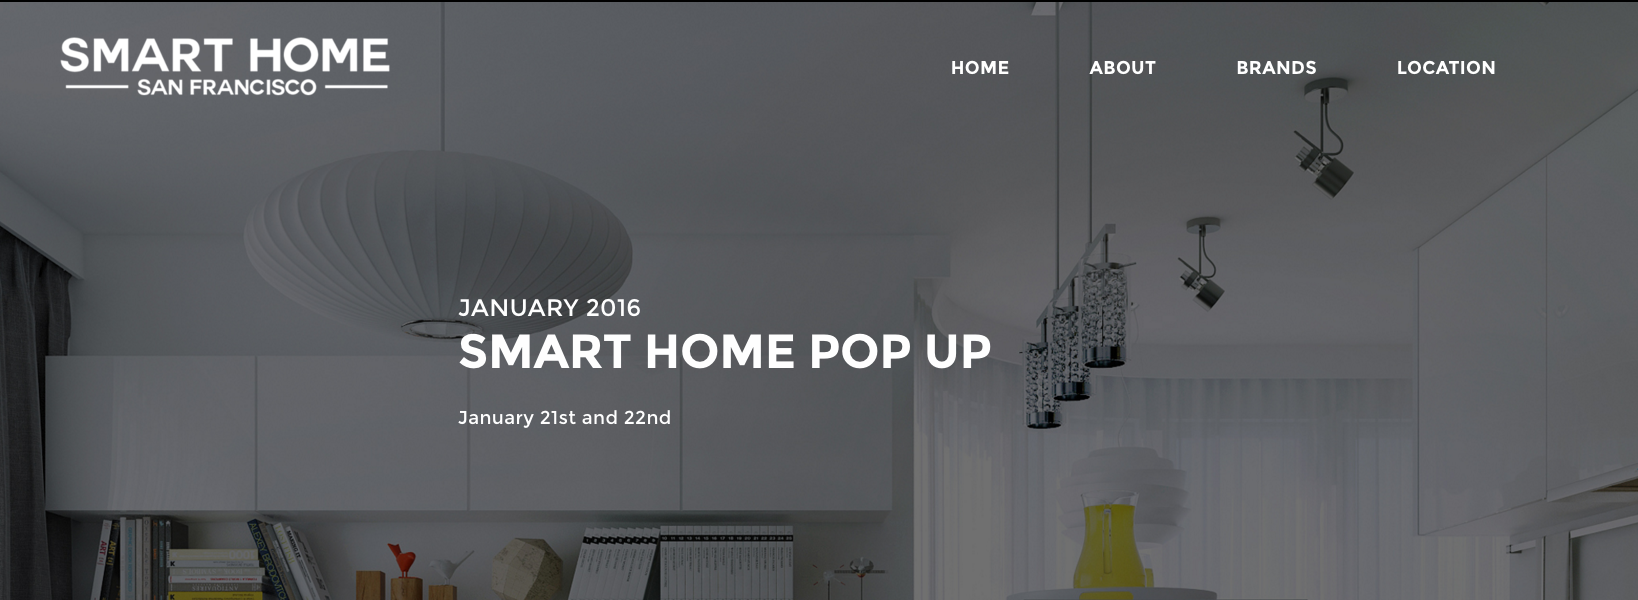 SMART HOME
SAN FRANCISCO
HOME ABOUT BRANDS LOCATION
JANUARY 2016
SMART HOME POP UP
January 21st and 22nd